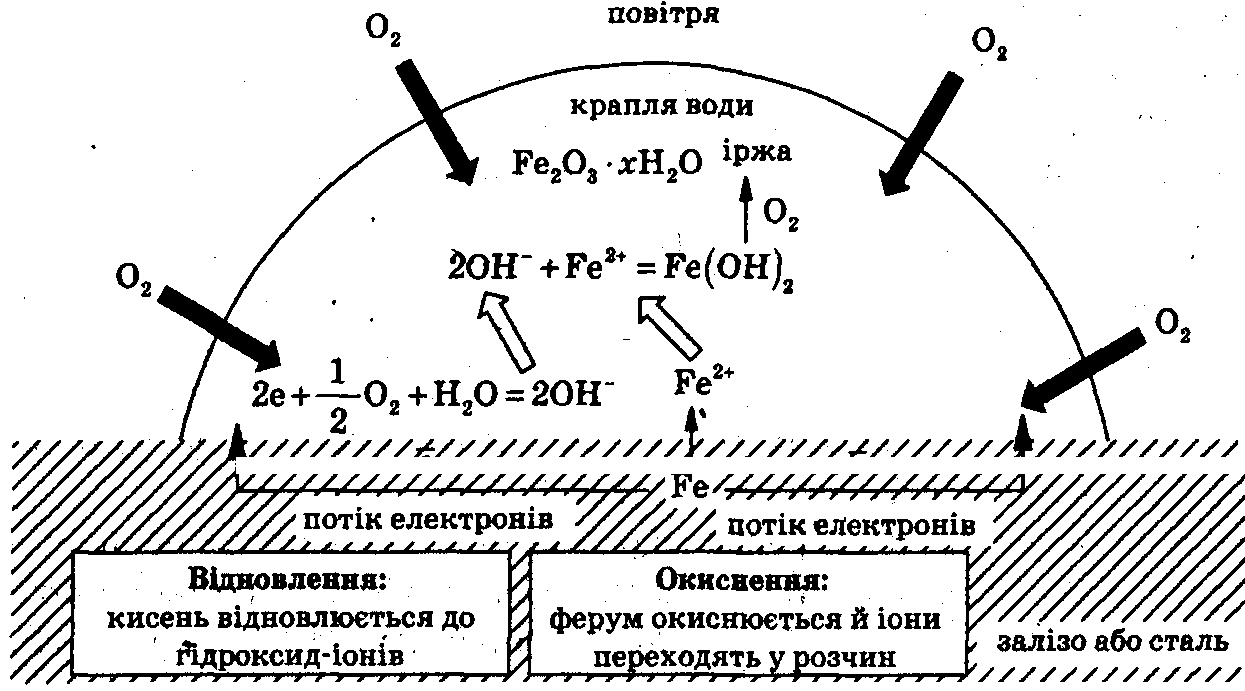 повітря
O₂
O₂
крапля води
Fe₂O₃ · xH₂O іржа
O₂
2OH⁻ + Fe²⁺ = Fe(OH)₂
O₂
O₂
2e + 1/2 O₂ + H₂O = 2OH⁻
Fe²⁺
Fe
потік електронів
потік електронів
Відновлення:
кисень відновлюється до
гідроксид-іонів
Окиснення:
ферум окиснюється й іони
переходять у розчин
залізо або сталь